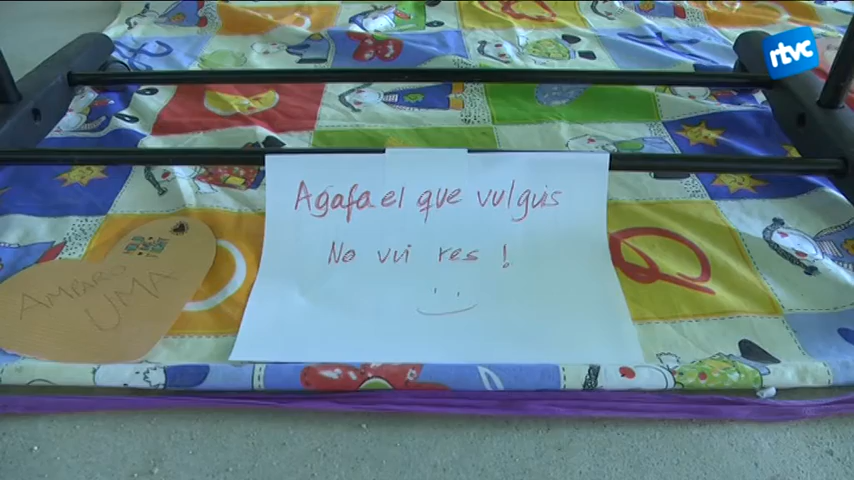 rtvc
Agafa el que vulguis
No vui res !
AMPARO
UMA